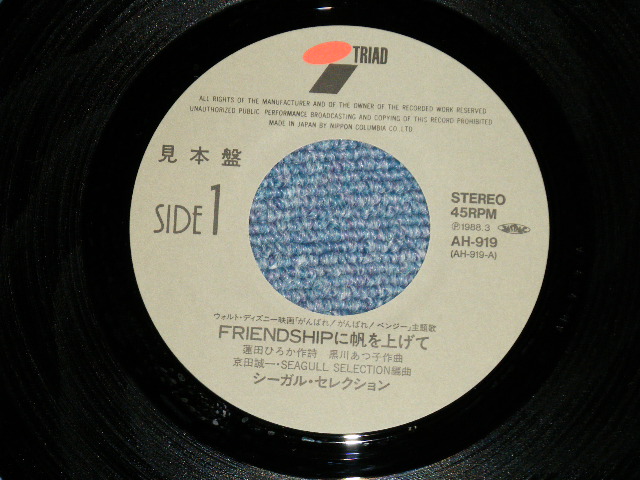 TRIAD
ALL RIGHTS OF THE MANUFACTURER AND OF THE OWNER OF THE RECORDED WORK RESERVED
UNAUTHORIZED PUBLIC PERFORMANCE BROADCASTING AND COPYING OF THIS RECORD PROHIBITED
MADE IN JAPAN BY NIPPON COLUMBIA CO. LTD.
見本盤
SIDE 1
STEREO
45RPM
Ⓟ1988.3
AH-919
(AH-919-A)
ウォルト・ディズニー映画「がんばれ!がんばれ!ベンジー」主題歌
FRIENDSHIPに帆を上げて
蓮田ひろか作詩 黒川あつ子作曲
京田誠一・SEAGULL SELECTION編曲
シーガル・セレクション